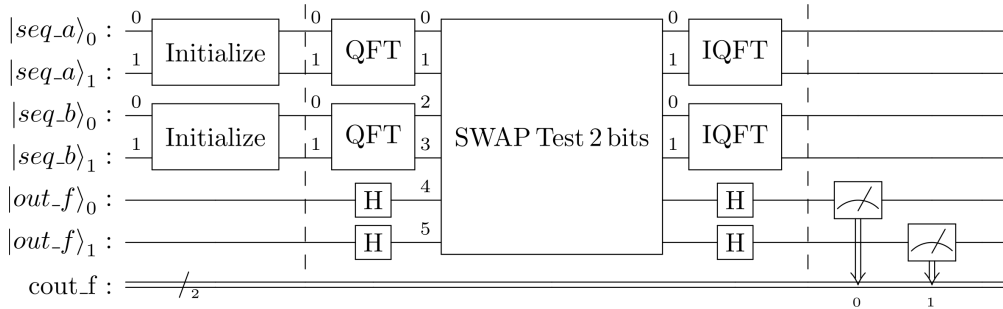 |seq_a⟩0 : 0 Initialize 0 QFT 0 0 IQFT
|seq_a⟩1 : 1 1 1 1
|seq_b⟩0 : 0 Initialize 0 QFT 2 SWAP Test 2 bits 0 IQFT
|seq_b⟩1 : 1 1 3 1
|out_f⟩0 : H 4 H
|out_f⟩1 : H 5 H
cout_f : 2 0 1